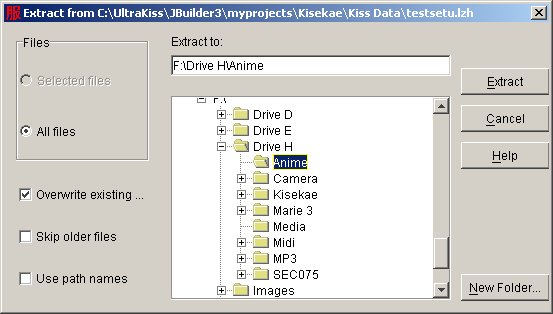 服 Extract from C:\UltraKiss\JBuilder3\myprojects\Kisekae\Kiss Data\testsetu.lzh
Files
Selected files
All files
Overwrite existing ...
Skip older files
Use path names
Extract to:
F:\Drive H\Anime
F:\
Drive D
Drive E
Drive H
Anime
Camera
Kisekae
Marie 3
Media
Midi
MP3
SEC075
Images
Extract
Cancel
Help
New Folder...